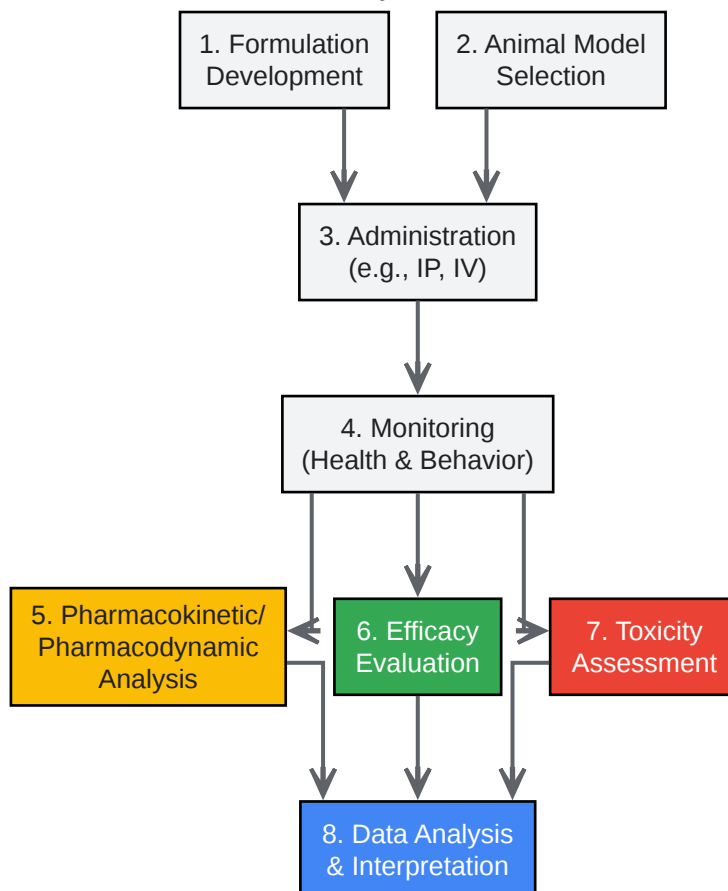 1. Formulation
Development
2. Animal Model
Selection
3. Administration
(e.g., IP, IV)
4. Monitoring
(Health & Behavior)
5. Pharmacokinetic/
Pharmacodynamic
Analysis
6. Efficacy
Evaluation
7. Toxicity
Assessment
8. Data Analysis
& Interpretation